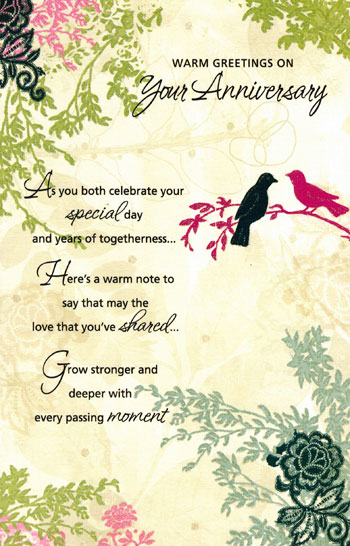 WARM GREETINGS ON
Your Anniversary
As you both celebrate your
special day
and years of togetherness...
Here's a warm note to
say that may the
love that you've shared...
Grow stronger and
deeper with
every passing moment